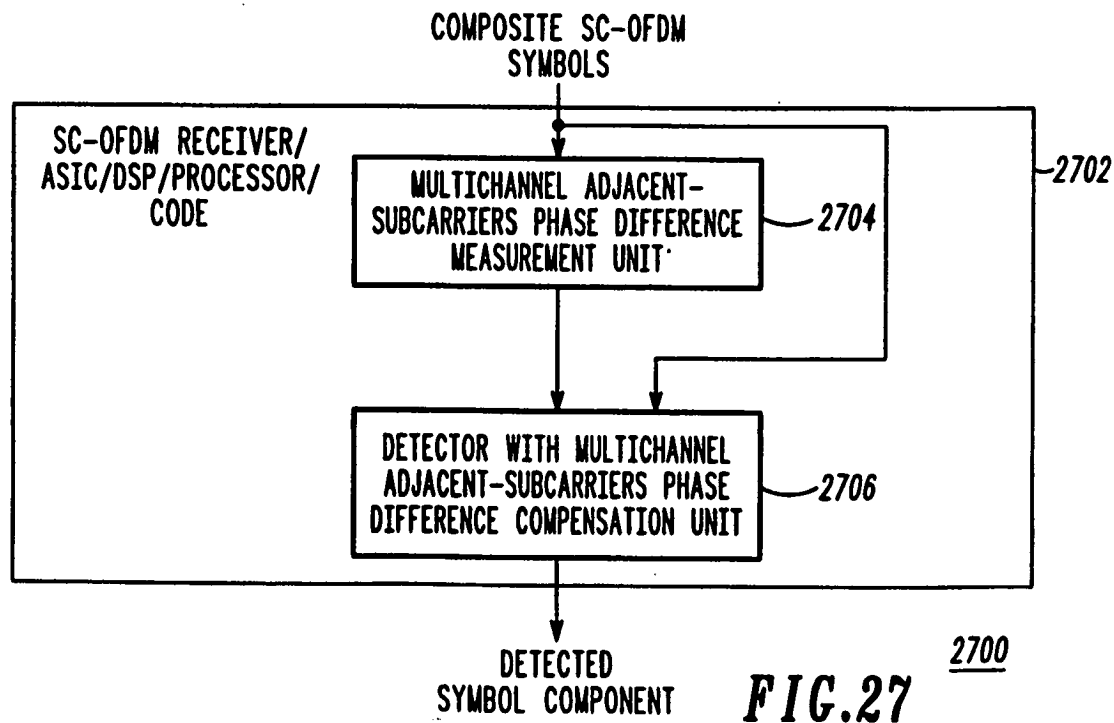 COMPOSITE SC-OFDM
SYMBOLS
SC-OFDM RECEIVER/
ASIC/DSP/PROCESSOR/
CODE
2702
MULTICHANNEL ADJACENT-
SUBCARRIERS PHASE DIFFERENCE
MEASUREMENT UNIT
2704
DETECTOR WITH MULTICHANNEL
ADJACENT-SUBCARRIERS PHASE
DIFFERENCE COMPENSATION UNIT
2706
DETECTED
SYMBOL COMPONENT
2700
FIG.27